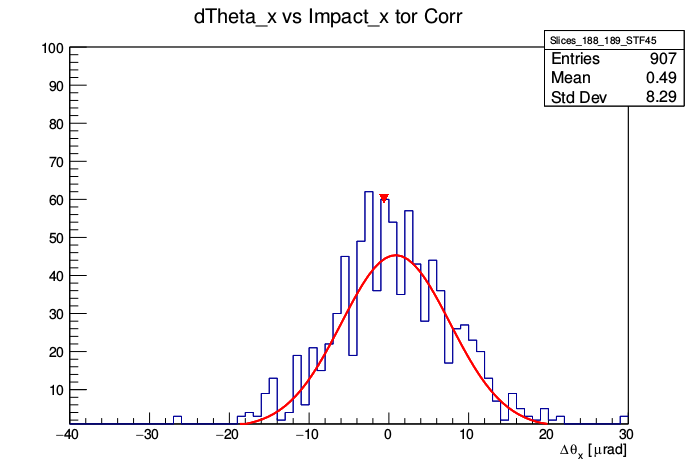 dTheta_x vs Impact_x tor Corr
Slices_188_189_STF45
Entries 907
Mean 0.49
Std Dev 8.29
100
90
80
70
60
50
40
30
20
10
−40 −30 −20 −10 0 10 20 30
Δθx [μrad]